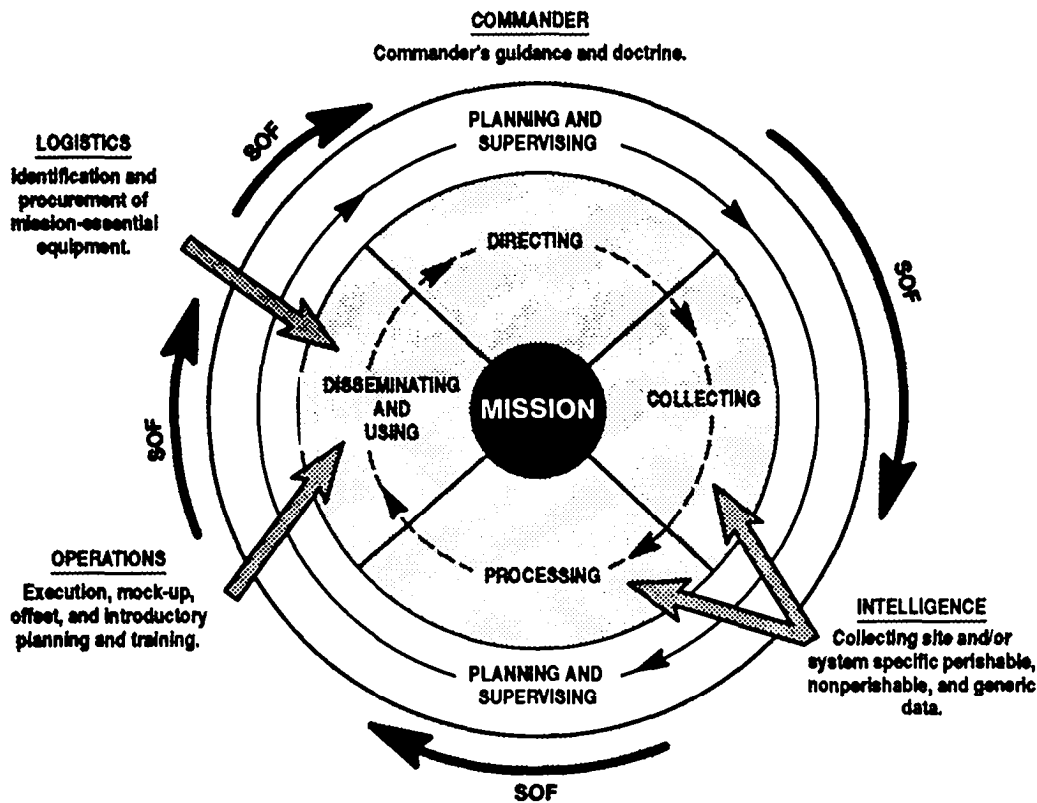 COMMANDER
Commander's guidance and doctrine.
PLANNING AND
SUPERVISING
SOF
LOGISTICS
Identification and
procurement of
mission-essential
equipment.
DIRECTING
SOF
DISSEMINATING
AND
USING
MISSION
COLLECTING
SOF
OPERATIONS
Execution, mock-up,
offset, and introductory
planning and training.
PROCESSING
INTELLIGENCE
Collecting site and/or
system specific perishable,
nonperishable, and generic
data.
PLANNING AND
SUPERVISING
SOF